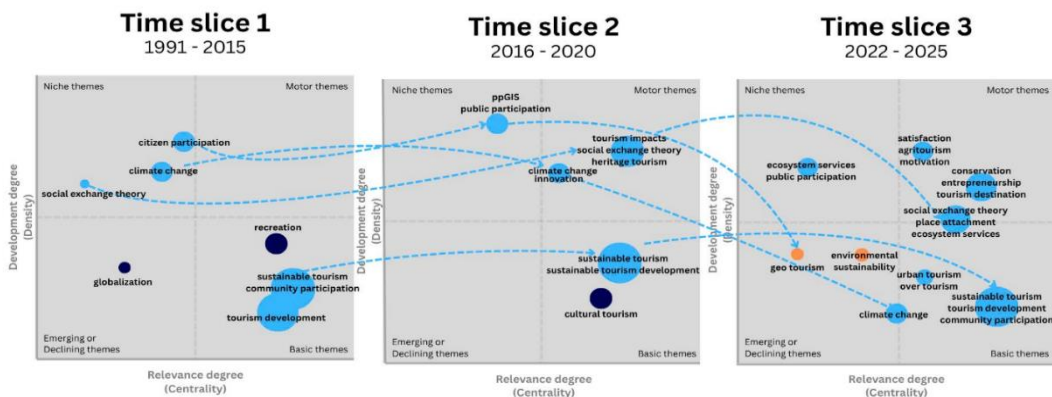 Time slice 1
1991 - 2015
Niche themes
Motor themes
citizen participation
climate change
social exchange theory
recreation
globalization
sustainable tourism
community participation
tourism development
Emerging or
Declining themes
Basic themes
Development degree
(Density)
Relevance degree
(Centrality)
Time slice 2
2016 - 2020
Niche themes
Motor themes
ppGIS
public participation
tourism impacts
social exchange theory
heritage tourism
climate change
innovation
sustainable tourism
sustainable tourism development
cultural tourism
Emerging or
Declining themes
Basic themes
Development degree
(Density)
Relevance degree
(Centrality)
Time slice 3
2022 - 2025
Niche themes
Motor themes
satisfaction
agritourism
motivation
ecosystem services
public participation
conservation
entrepreneurship
tourism destination
social exchange theory
place attachment
ecosystem services
geo tourism
environmental
sustainability
urban tourism
over tourism
climate change
sustainable tourism
tourism development
community participation
Emerging or
Declining themes
Basic themes
Development degree
(Density)
Relevance degree
(Centrality)